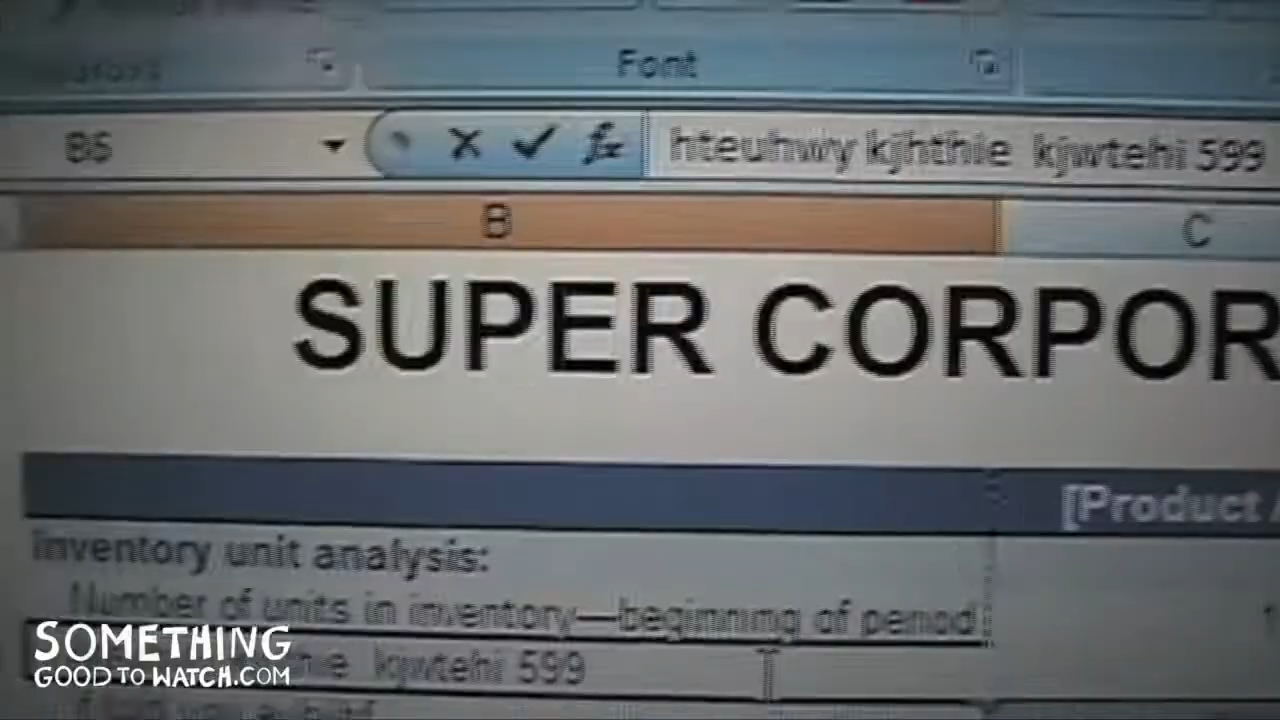 Font
B6 hteuhwy kjhthie kjwtehi 599
B C
SUPER CORPOR
[Product
Inventory unit analysis:
Number of units in inventory—beginning of period
kjwtehi 599
SOMETHING
GOOD TO WATCH.COM